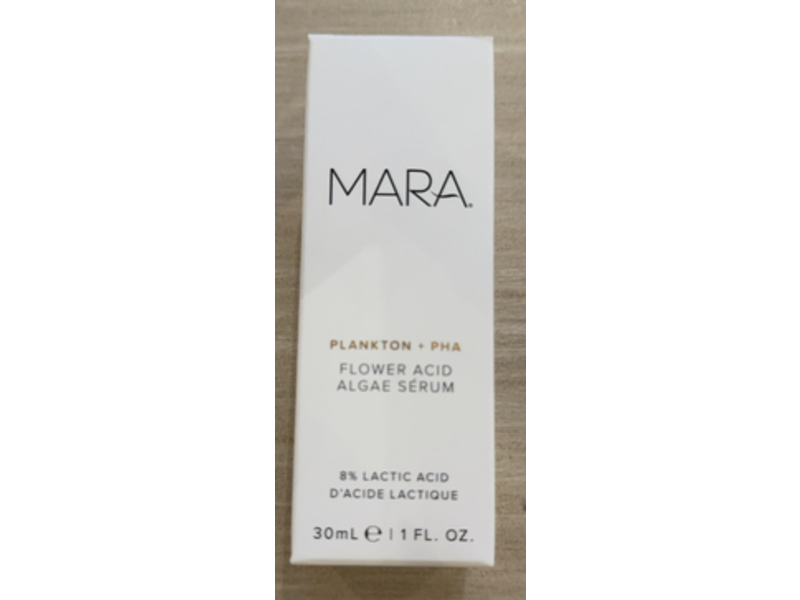 MARA®
PLANKTON + PHA
FLOWER ACID
ALGAE SÉRUM
8% LACTIC ACID
D'ACIDE LACTIQUE
30mL ℮ | 1 FL. OZ.